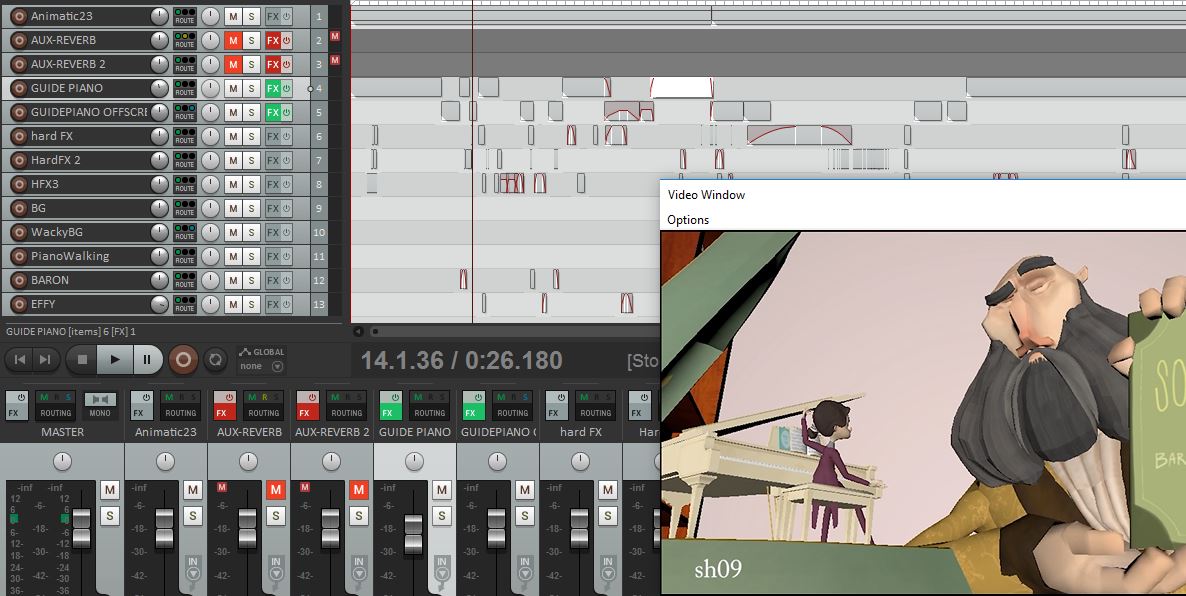 Animatic23 ROUTE M S FX 1
AUX-REVERB ROUTE M S FX 2 M
AUX-REVERB 2 ROUTE M S FX 3 M
GUIDE PIANO ROUTE M S FX 4
GUIDEPIANO OFFSCRE ROUTE M S FX 5
hard FX ROUTE M S FX 6
HardFX 2 ROUTE M S FX 7
HFX3 ROUTE M S FX 8
BG ROUTE M S FX 9
WackyBG ROUTE M S FX 10
PianoWalking ROUTE M S FX 11
BARON ROUTE M S FX 12
EFFY ROUTE M S FX 13
GUIDE PIANO [items] 6 [FX] 1
GLOBAL
none
14.1.36 / 0:26.180
[Sto
Video Window
Options
SO
BAR
sh09
FX M R S ROUTING MONO
FX M R S ROUTING
FX M R S ROUTING
FX M R S ROUTING
FX M R S ROUTING
FX M R S ROUTING
FX M R S ROUTING
FX
MASTER
Animatic23
AUX-REVERB
AUX-REVERB 2
GUIDE PIANO
GUIDEPIANO (
hard FX
Har
-inf -inf M S
12 12
6 -6- 6
0 0
6- -18- -6
12- -12
18- -30- -18
24- -24
30- -42- -30
36- -36
-inf M S -6- -18- -30- -42- IN
M -inf M S -6- -18- -30- -42- IN
M -inf M S -6- -18- -30- -42- IN
-inf M S -6- -18- -30- -42- IN
-inf M S -6- -18- -30- -42- IN
-inf M S -6- -18- -30- -42- IN